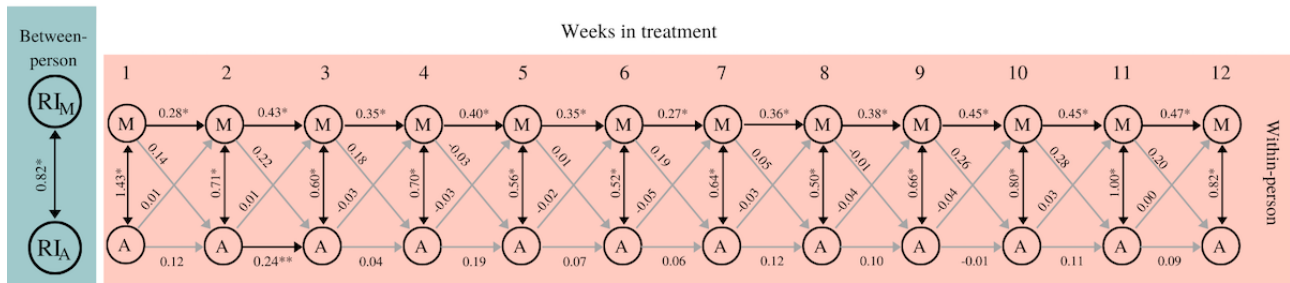 Weeks in treatment
Between-
person
1 2 3 4 5 6 7 8 9 10 11 12
RI_M
0.28* 0.43* 0.35* 0.40* 0.35* 0.27* 0.36* 0.38* 0.45* 0.45* 0.47*
M M M M M M M M M M M M
0.14 0.22 0.18 -0.03 0.01 0.19 0.05 -0.01 0.26 0.28 0.20
0.82*
1.43* 0.71* 0.60* 0.70* 0.56* 0.52* 0.64* 0.50* 0.66* 0.80* 1.00* 0.82*
0.01 0.01 -0.03 -0.03 -0.02 -0.05 -0.03 -0.04 -0.04 0.03 0.00
Within-person
RI_A
A A A A A A A A A A A A
0.12 0.24** 0.04 0.19 0.07 0.06 0.12 0.10 -0.01 0.11 0.09